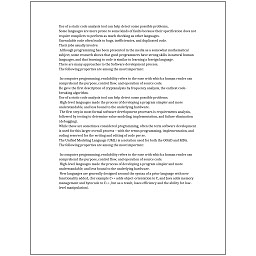 Use of a static code analysis tool can help detect some possible problems.
Some languages are more prone to some kinds of faults because their specification does not
require compilers to perform as much checking as other languages.
Unreadable code often leads to bugs, inefficiencies, and duplicated code.
Their jobs usually involve:
Although programming has been presented in the media as a somewhat mathematical
subject, some research shows that good programmers have strong skills in natural human
languages, and that learning to code is similar to learning a foreign language.
There are many approaches to the Software development process.
The following properties are among the most important:
In computer programming, readability refers to the ease with which a human reader can
comprehend the purpose, control flow, and operation of source code.
He gave the first description of cryptanalysis by frequency analysis, the earliest code-
breaking algorithm.
Use of a static code analysis tool can help detect some possible problems.
High-level languages made the process of developing a program simpler and more
understandable, and less bound to the underlying hardware.
The first step in most formal software development processes is requirements analysis,
followed by testing to determine value modeling, implementation, and failure elimination
(debugging).
While these are sometimes considered programming, often the term software development
is used for this larger overall process – with the terms programming, implementation, and
coding reserved for the writing and editing of code per se.
The Unified Modeling Language (UML) is a notation used for both the OOAD and MDA.
The following properties are among the most important:
In computer programming, readability refers to the ease with which a human reader can
comprehend the purpose, control flow, and operation of source code.
High-level languages made the process of developing a program simpler and more
understandable, and less bound to the underlying hardware.
New languages are generally designed around the syntax of a prior language with new
functionality added, (for example C++ adds object-orientation to C, and Java adds memory
management and bytecode to C++, but as a result, loses efficiency and the ability for low-
level manipulation).